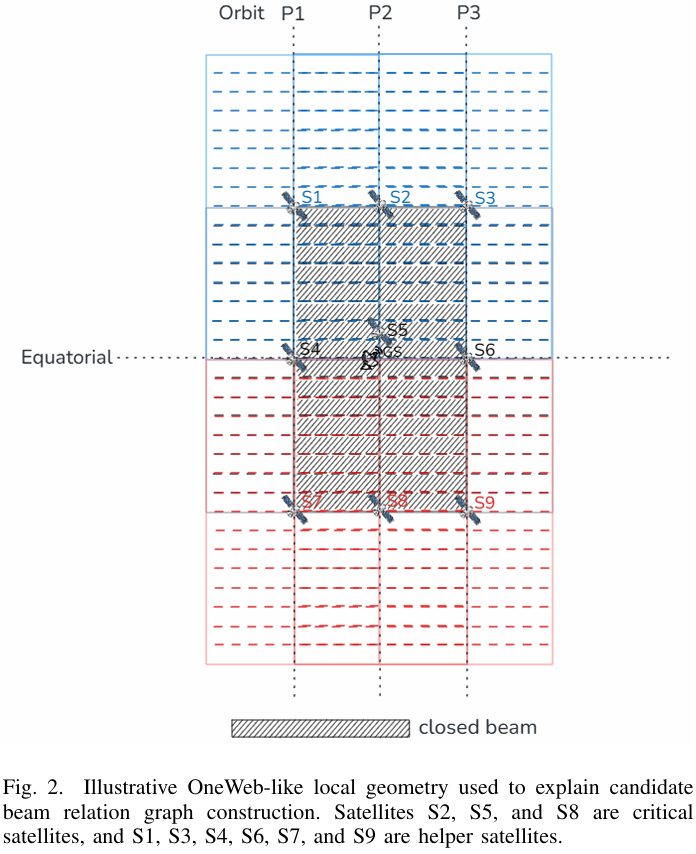 Orbit P1 P2 P3
S1 S2 S3
S5
Equatorial S4 GS S6
S7 S8 S9
closed beam
Fig. 2. Illustrative OneWeb-like local geometry used to explain candidate
beam relation graph construction. Satellites S2, S5, and S8 are critical
satellites, and S1, S3, S4, S6, S7, and S9 are helper satellites.